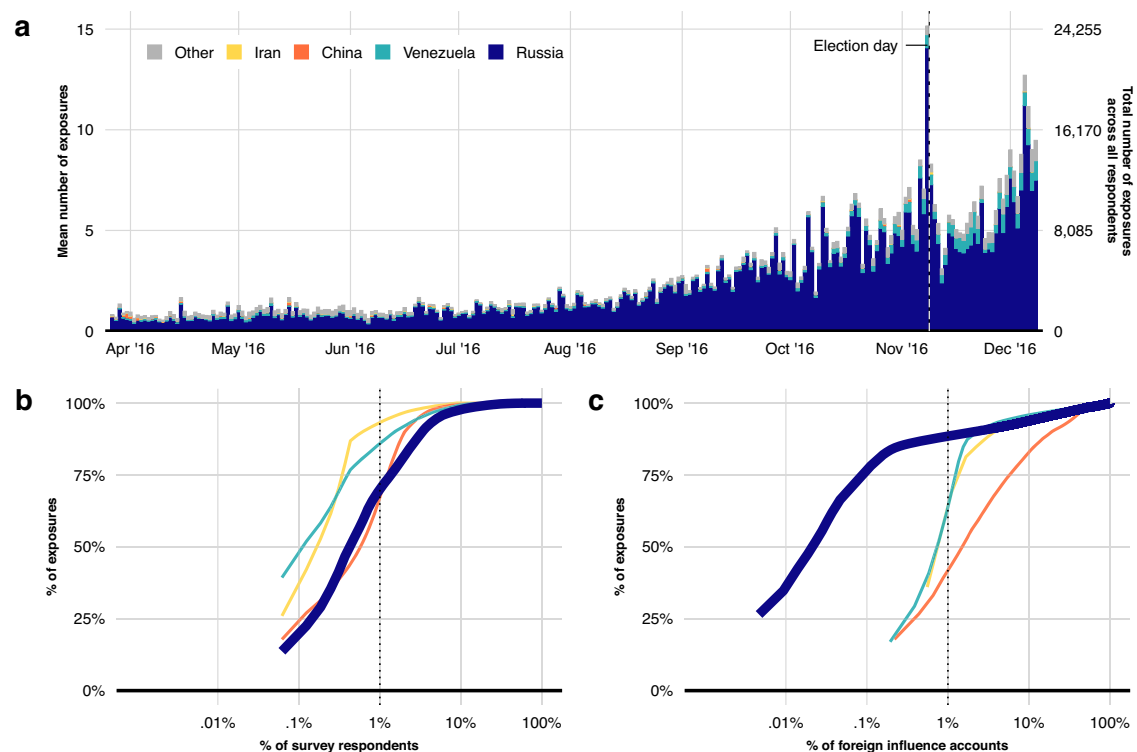 a
Other Iran China Venezuela Russia
Election day
Mean number of exposures
15
10
5
0
24,255
16,170
8,085
0
Total number of exposures
across all respondents
Apr '16 May '16 Jun '16 Jul '16 Aug '16 Sep '16 Oct '16 Nov '16 Dec '16
b
% of exposures
100%
75%
50%
25%
0%
.01% .1% 1% 10% 100%
% of survey respondents
c
% of exposures
100%
75%
50%
25%
0%
.01% .1% 1% 10% 100%
% of foreign influence accounts